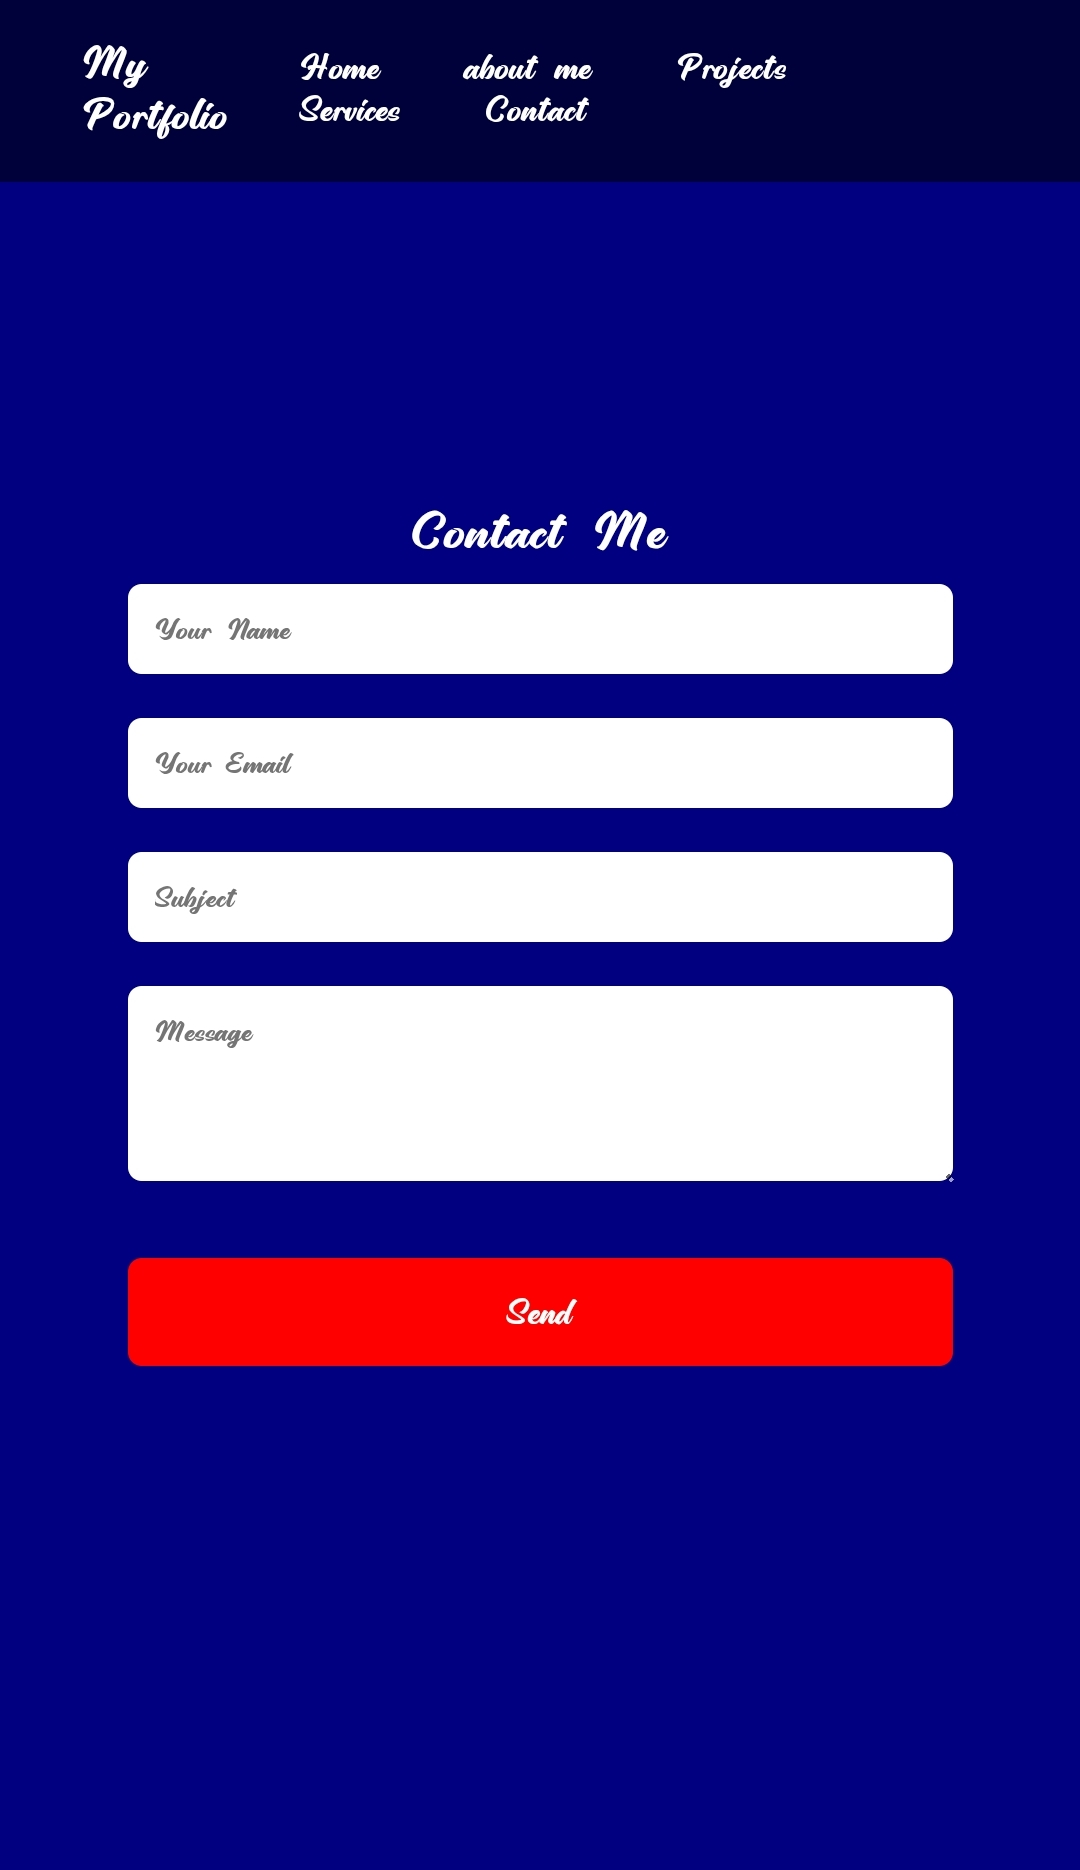 My Portfolio
Home about me Projects
Services Contact
Contact Me
Your Name
Your Email
Subject
Message
Send